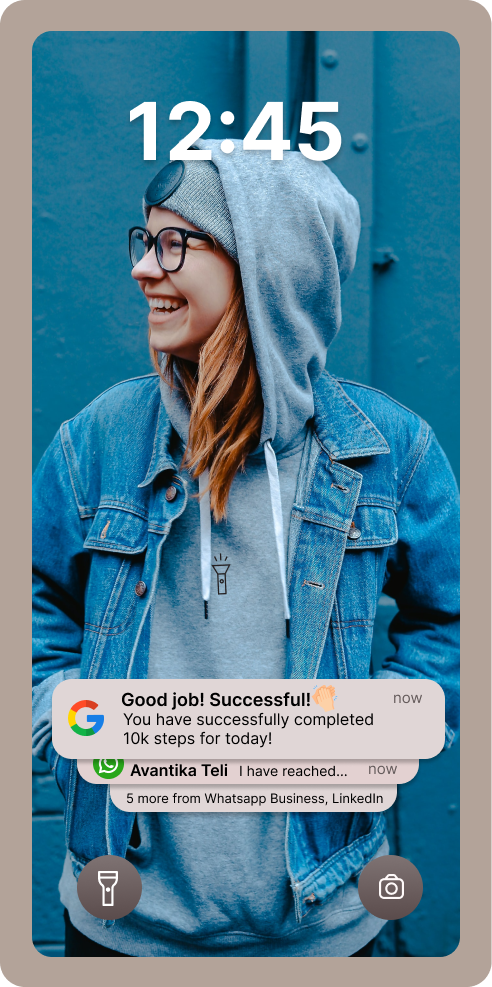 12:45
Good job! Successful!👏🏻
now
You have successfully completed
10k steps for today!
Avantika Teli I have reached... now
5 more from Whatsapp Business, LinkedIn